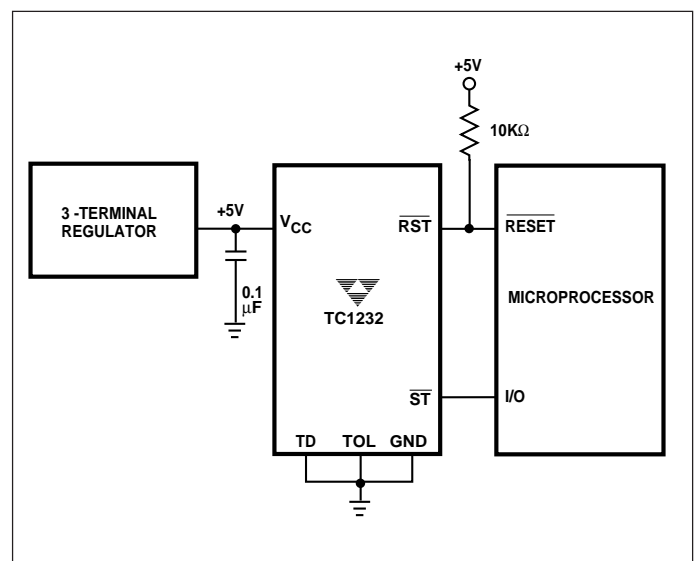 +5V
10KΩ
3 -TERMINAL
REGULATOR
+5V
0.1
μF
VCC
RST
TC1232
ST
TD TOL GND
RESET
MICROPROCESSOR
I/O